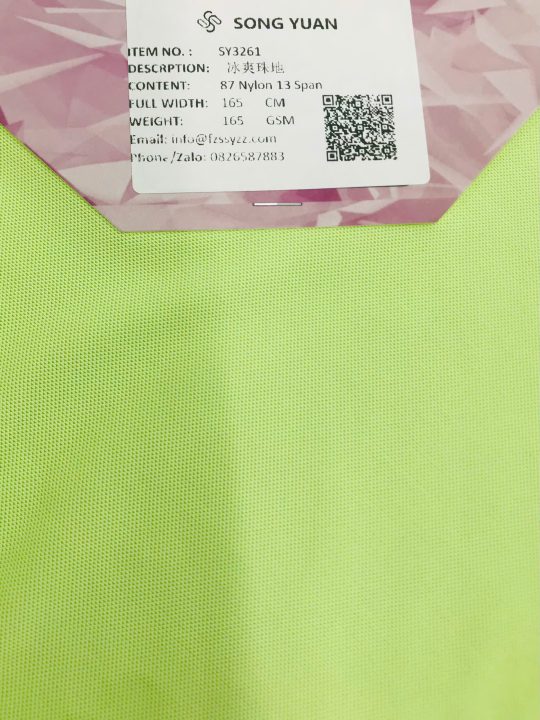 SONG YUAN
ITEM NO. : SY3261
DESCRPTION: 冰爽珠地
CONTENT: 87 Nylon 13 Span
FULL WIDTH: 165 CM
WEIGHT: 165 GSM
Email: info@fzssyzz.com
Phone/Zalo: 0826587883